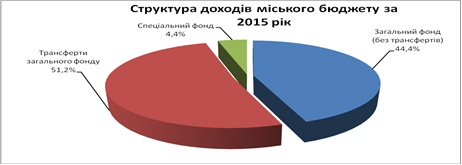 Структура доходів міського бюджету за
2015 рік
Спеціальний фонд
4,4%
Загальний фонд
(без трансфертів)
44,4%
Трансферти
загального фонду
51,2%